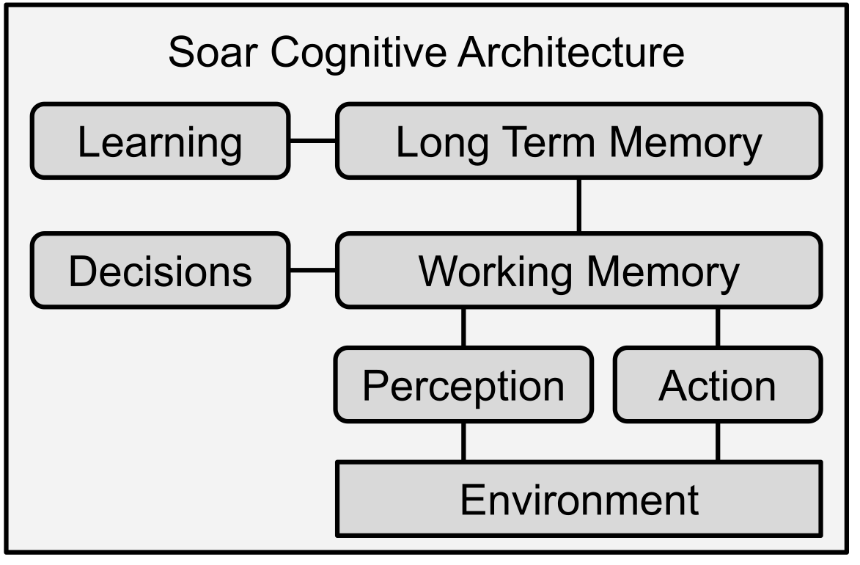 Soar Cognitive Architecture
Learning
Long Term Memory
Decisions
Working Memory
Perception
Action
Environment